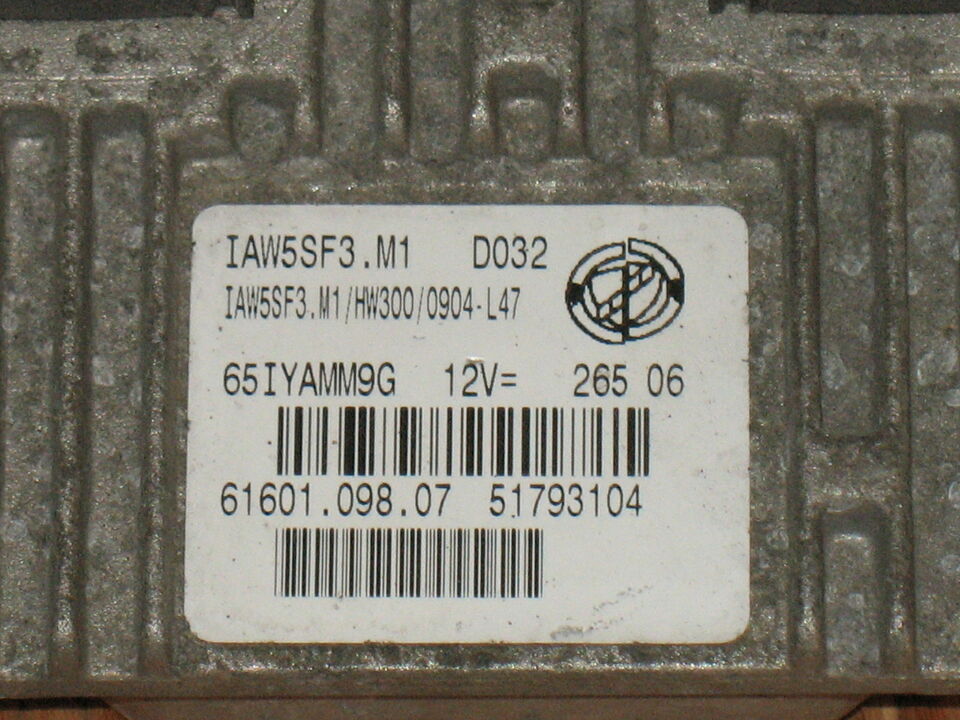 IAW5SF3.M1 D032
IAW5SF3.M1/HW300/0904-L47
65IYAMM9G 12V= 265 06
61601.098.07 51793104